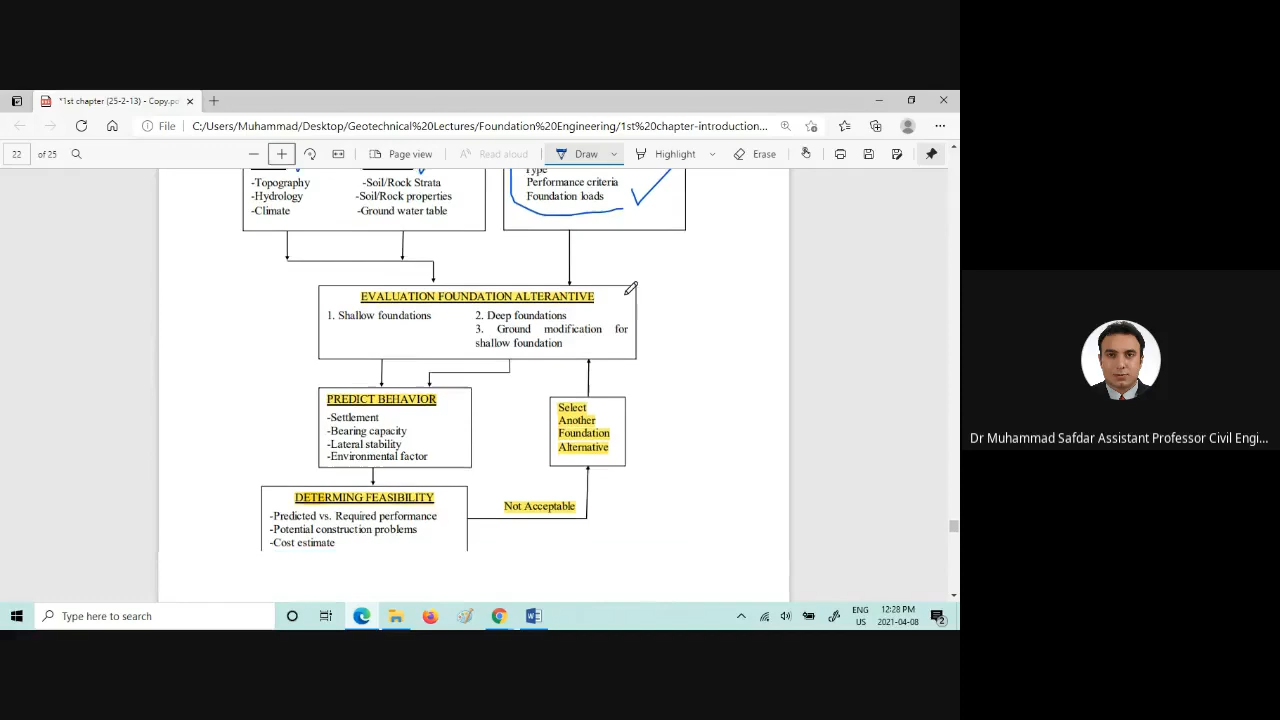 *1st chapter (25-2-13) - Copy.pd
File
C:/Users/Muhammad/Desktop/Geotechnical%20Lectures/Foundation%20Engineering/1st%20chapter-introduction...
22 of 25
Page view
Read aloud
Draw
Highlight
Erase
-Topography
-Hydrology
-Climate
-Soil/Rock Strata
-Soil/Rock properties
-Ground water table
Type
Performance criteria
Foundation loads
EVALUATION FOUNDATION ALTERANTIVE
1. Shallow foundations
2. Deep foundations
3. Ground modification for
shallow foundation
PREDICT BEHAVIOR
-Settlement
-Bearing capacity
-Lateral stability
-Environmental factor
Select
Another
Foundation
Alternative
DETERMING FEASIBILITY
-Predicted vs. Required performance
-Potential construction problems
-Cost estimate
Not Acceptable
Dr Muhammad Safdar Assistant Professor Civil Engi...
Type here to search
ENG
US
12:28 PM
2021-04-08
2